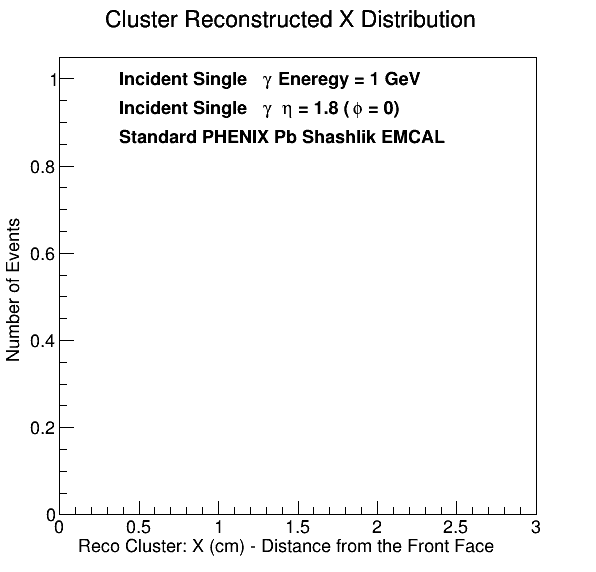 Cluster Reconstructed X Distribution
Incident Single γ Eneregy = 1 GeV
Incident Single γ η = 1.8 ( ϕ = 0)
Standard PHENIX Pb Shashlik EMCAL
Number of Events
1
0.8
0.6
0.4
0.2
0
0 0.5 1 1.5 2 2.5 3
Reco Cluster: X (cm) - Distance from the Front Face